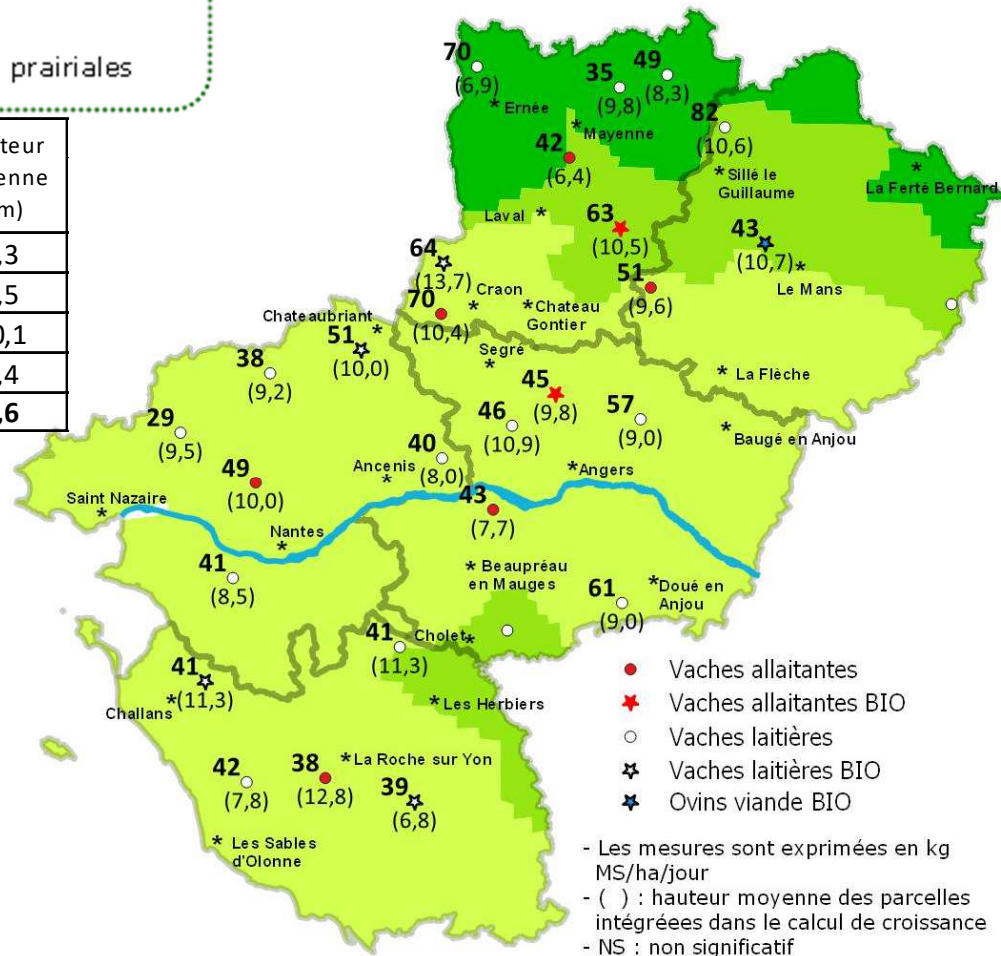 prairiales
teur
enne
m)
,3
,5
0,1
,4
,6
70
(6,9)
* Ernée
35
(9,8)
49
(8,3)
* Mayenne
82
(10,6)
42
(6,4)
* Sillé le
Guillaume
*
La Ferté Bernard
Laval *
63
(10,5)
43
(10,7)
*
Le Mans
64
(13,7)
* Craon
* Chateau
Gontier
51
(9,6)
70
(10,4)
Chateaubriant *
51
(10,0)
Segré
*
* La Flèche
38
(9,2)
45
(9,8)
46
(10,9)
57
(9,0)
* Baugé en Anjou
29
(9,5)
40
(8,0)
Ancenis
*
* Angers
49
(10,0)
43
(7,7)
Saint Nazaire
*
Nantes
*
41
(8,5)
* Beaupréau
en Mauges
61
(9,0)
* Doué en
Anjou
41
(11,3)
Cholet *
41
(11,3)
Challans *
* Les Herbiers
42
(7,8)
38
(12,8)
* La Roche sur Yon
39
(6,8)
* Les Sables
d'Olonne
Vaches allaitantes
Vaches allaitantes BIO
Vaches laitières
Vaches laitières BIO
Ovins viande BIO
- Les mesures sont exprimées en kg
MS/ha/jour
- ( ) : hauteur moyenne des parcelles
intégréees dans le calcul de croissance
- NS : non significatif